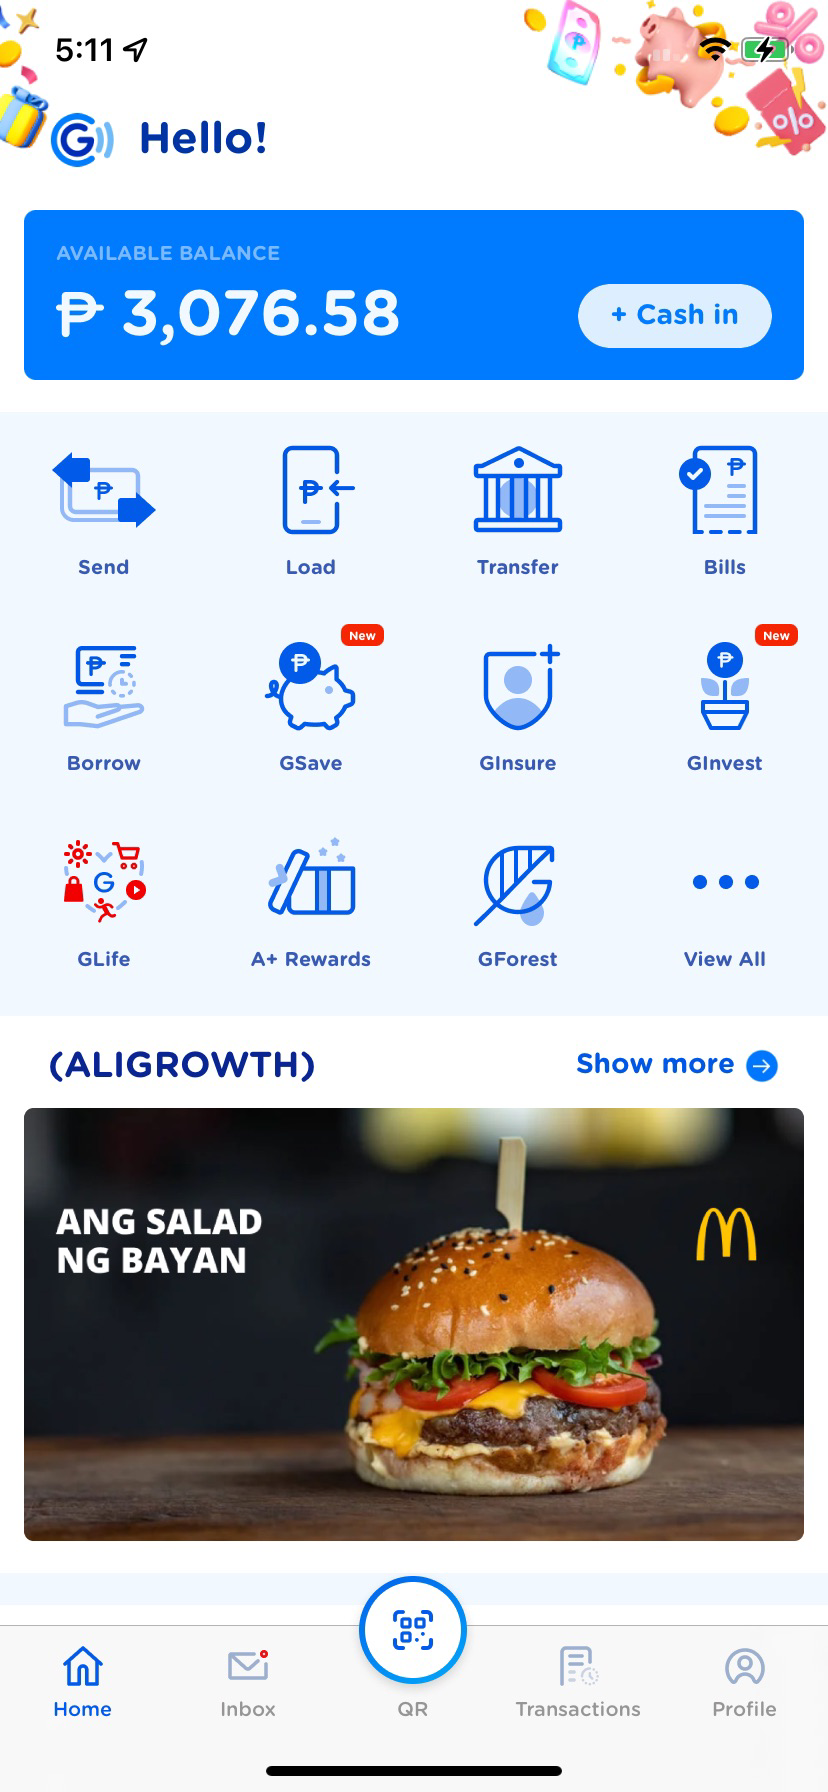 5:11
Hello!
AVAILABLE BALANCE
₱ 3,076.58
+ Cash in
Send
Load
Transfer
Bills
Borrow
New
GSave
GInsure
New
GInvest
GLife
A+ Rewards
GForest
View All
(ALIGROWTH)
Show more
ANG SALAD
NG BAYAN
Home
Inbox
QR
Transactions
Profile